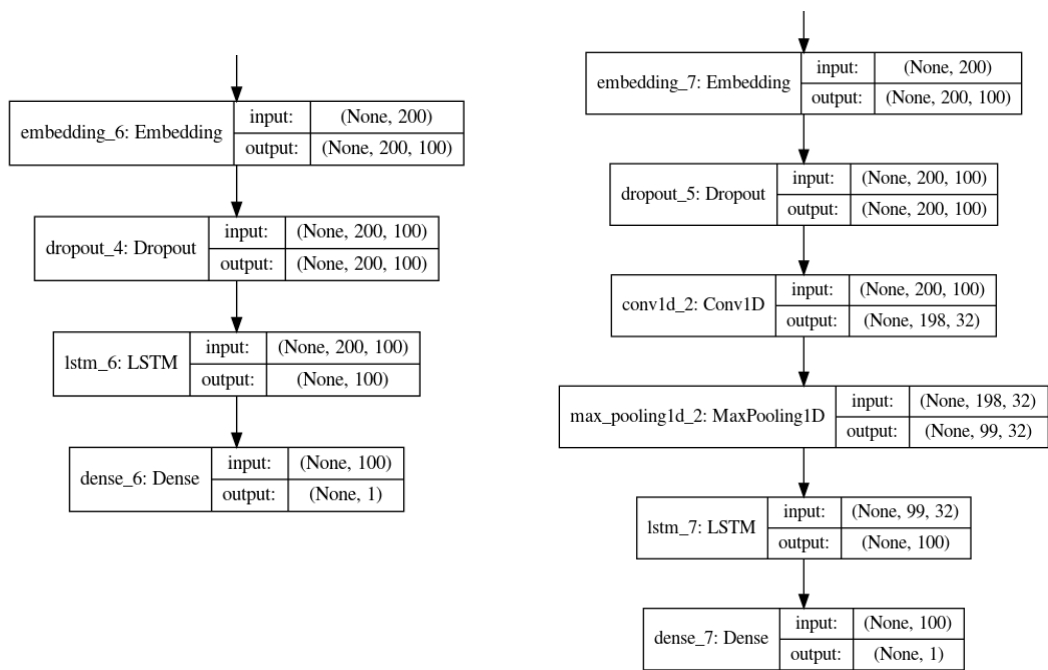 embedding_6: Embedding
input: (None, 200)
output: (None, 200, 100)
dropout_4: Dropout
input: (None, 200, 100)
output: (None, 200, 100)
lstm_6: LSTM
input: (None, 200, 100)
output: (None, 100)
dense_6: Dense
input: (None, 100)
output: (None, 1)
embedding_7: Embedding
input: (None, 200)
output: (None, 200, 100)
dropout_5: Dropout
input: (None, 200, 100)
output: (None, 200, 100)
conv1d_2: Conv1D
input: (None, 200, 100)
output: (None, 198, 32)
max_pooling1d_2: MaxPooling1D
input: (None, 198, 32)
output: (None, 99, 32)
lstm_7: LSTM
input: (None, 99, 32)
output: (None, 100)
dense_7: Dense
input: (None, 100)
output: (None, 1)